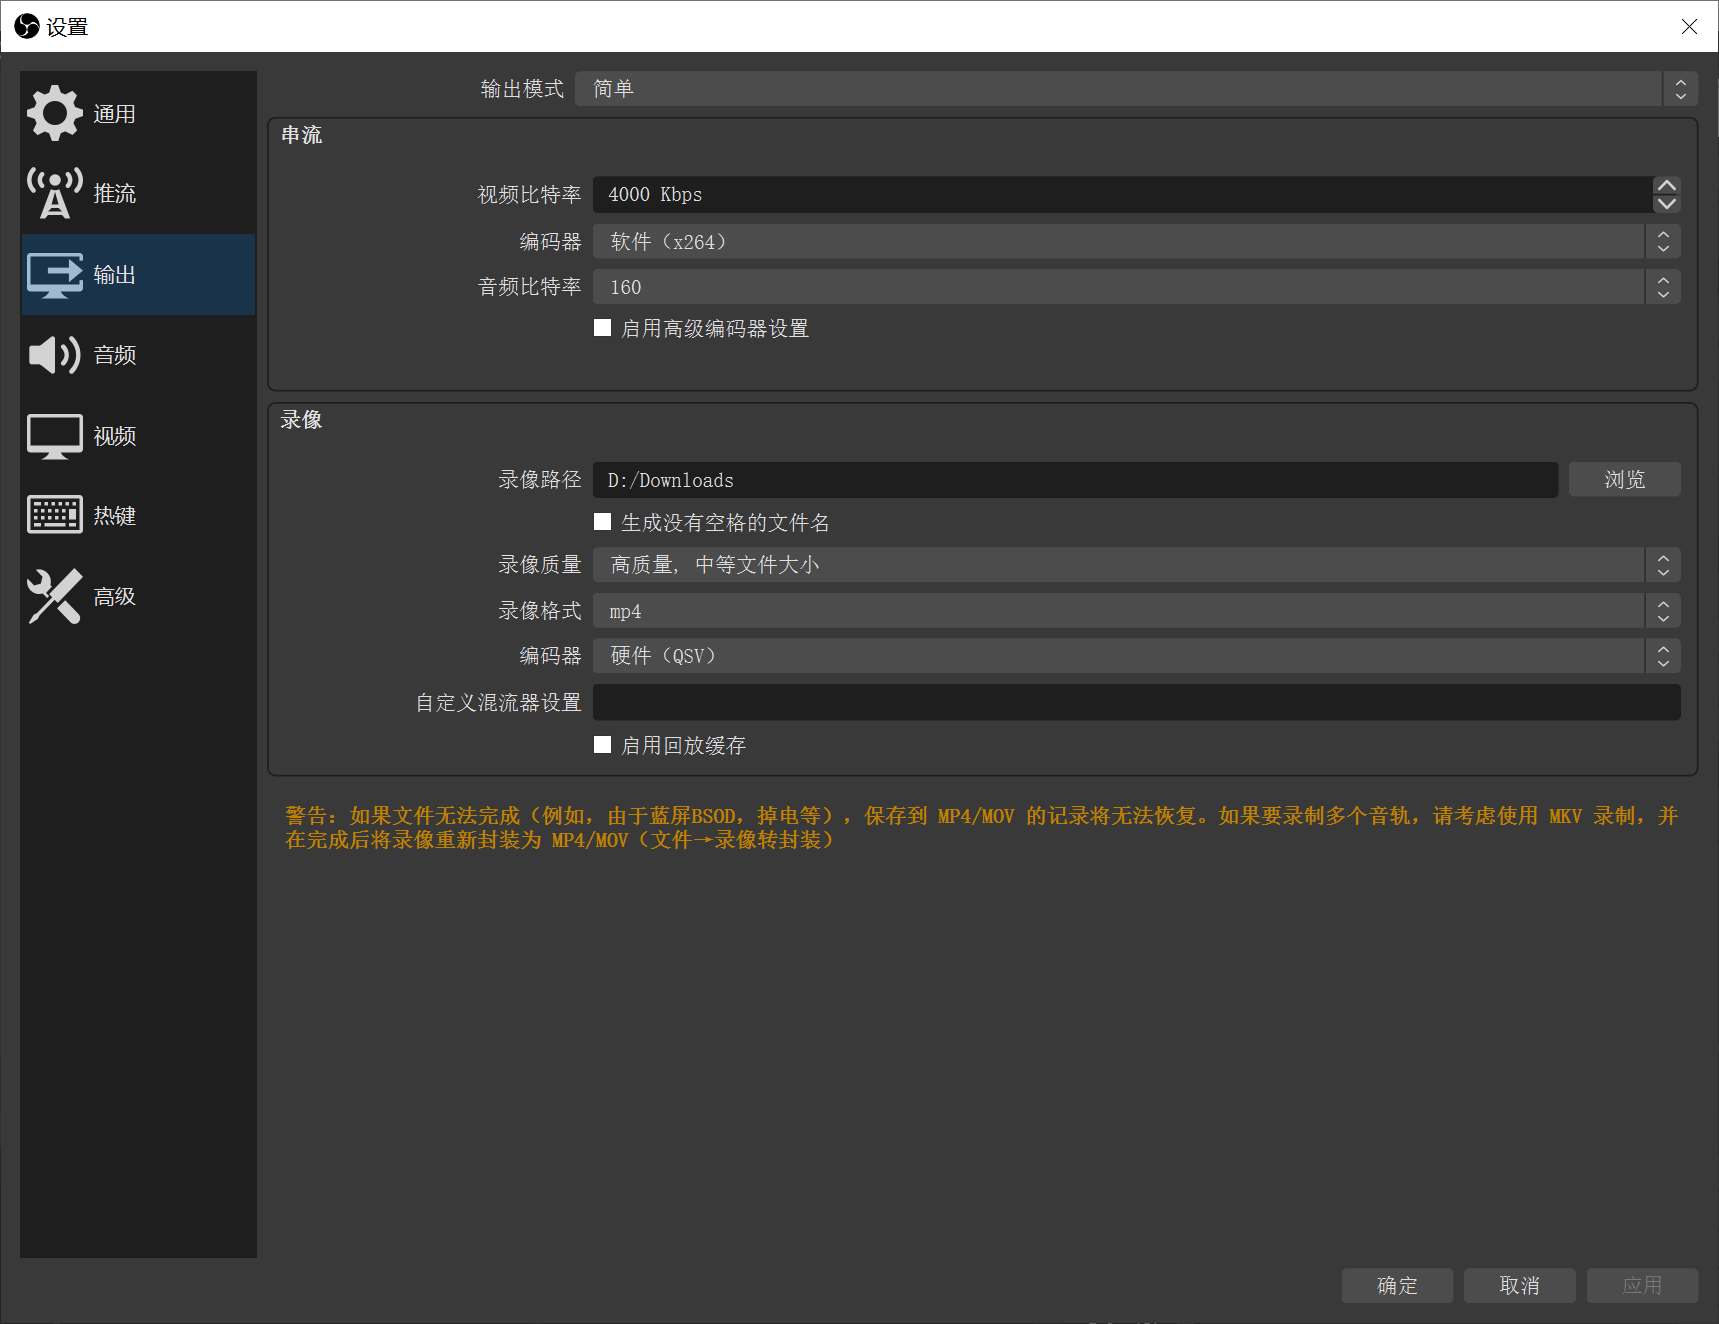 设置
通用
推流
输出
音频
视频
热键
高级
输出模式 简单
串流
视频比特率 4000 Kbps
编码器 软件（x264）
音频比特率 160
启用高级编码器设置
录像
录像路径 D:/Downloads 浏览
生成没有空格的文件名
录像质量 高质量, 中等文件大小
录像格式 mp4
编码器 硬件（QSV）
自定义混流器设置
启用回放缓存
警告：如果文件无法完成（例如，由于蓝屏BSOD，掉电等），保存到 MP4/MOV 的记录将无法恢复。如果要录制多个音轨，请考虑使用 MKV 录制，并
在完成后将录像重新封装为 MP4/MOV（文件→录像转封装）
确定 取消 应用